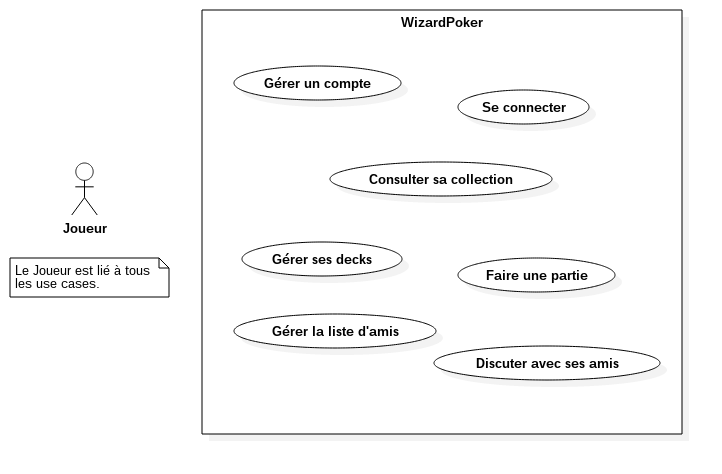 WizardPoker
Gérer un compte
Se connecter
Consulter sa collection
Joueur
Gérer ses decks
Le Joueur est lié à tous
les use cases.
Faire une partie
Gérer la liste d'amis
Discuter avec ses amis